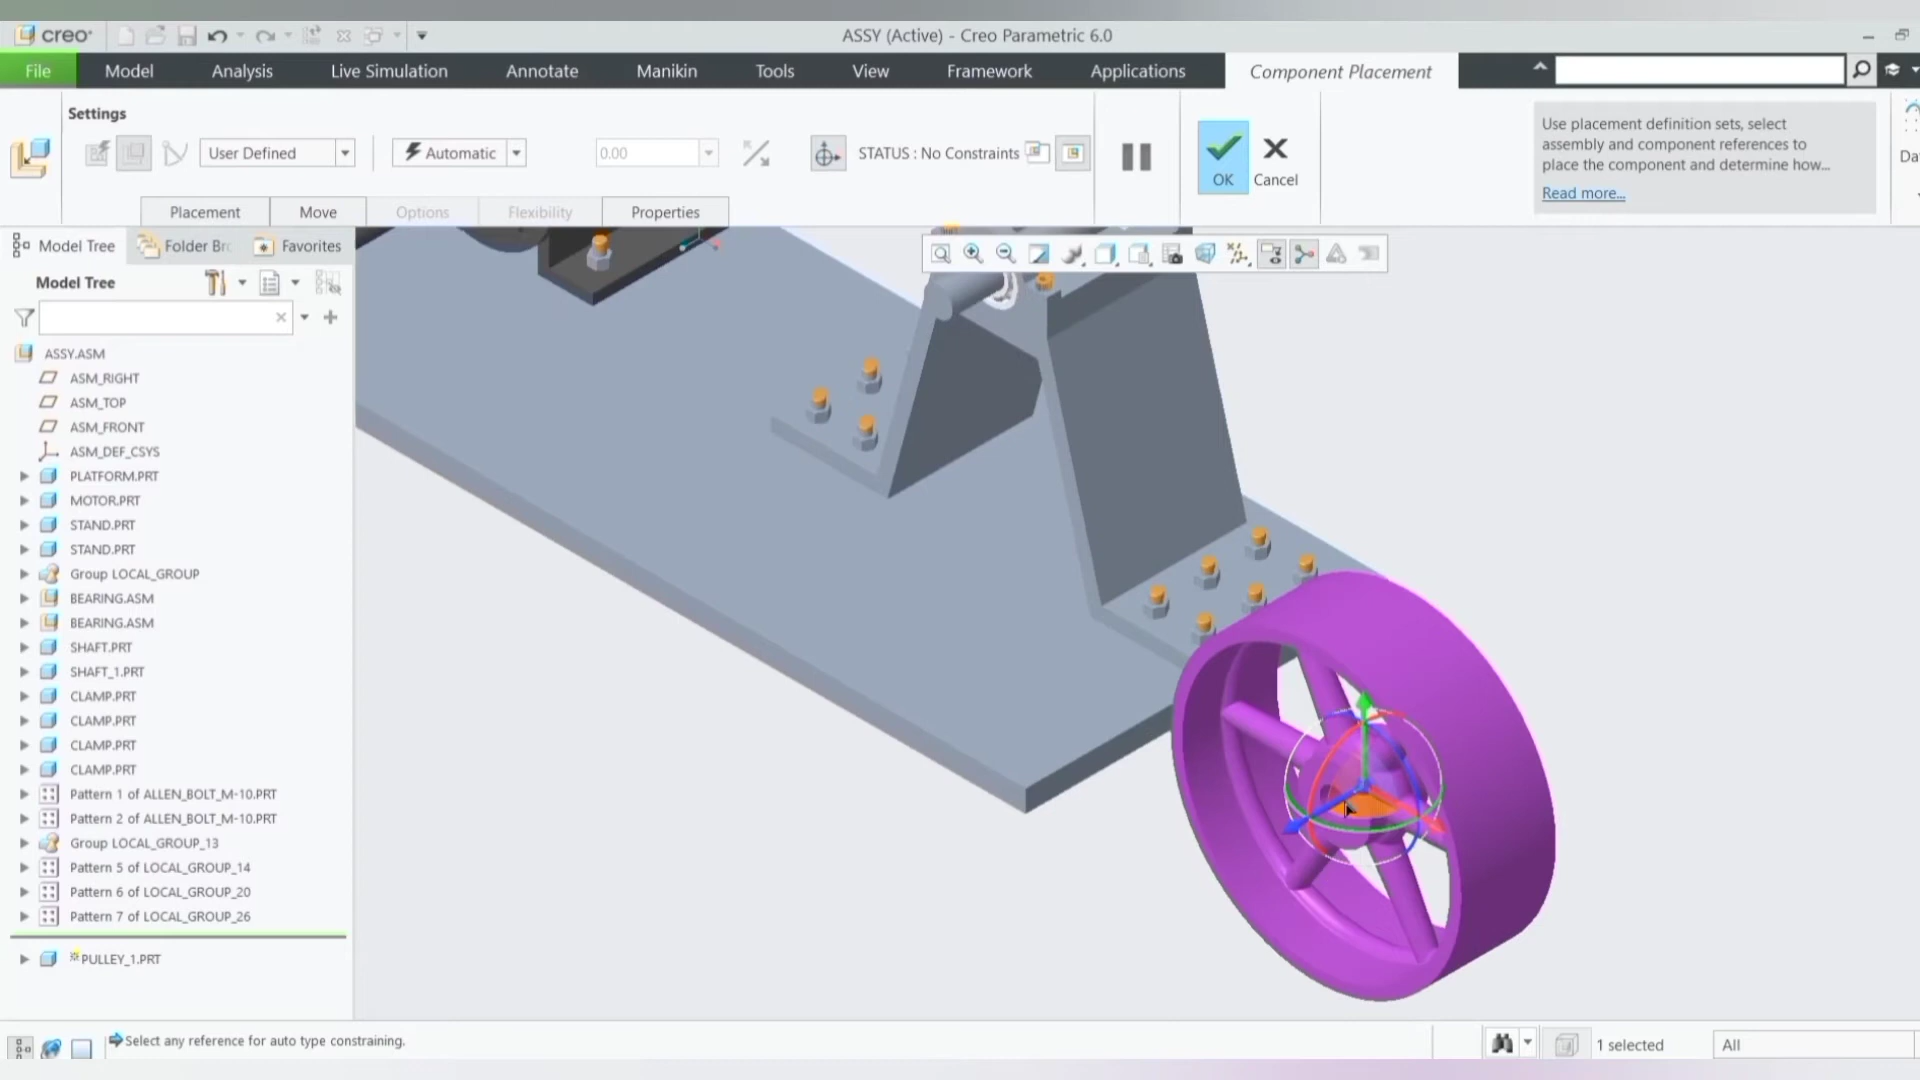 creo
ASSY (Active) - Creo Parametric 6.0
File
Model
Analysis
Live Simulation
Annotate
Manikin
Tools
View
Framework
Applications
Component Placement
Settings
User Defined
Automatic
0.00
STATUS : No Constraints
OK
Cancel
Use placement definition sets, select
assembly and component references to
place the component and determine how...
Read more...
Placement
Move
Options
Flexibility
Properties
Model Tree
Folder Br
Favorites
Model Tree
ASSY.ASM
ASM_RIGHT
ASM_TOP
ASM_FRONT
ASM_DEF_CSYS
PLATFORM.PRT
MOTOR.PRT
STAND.PRT
STAND.PRT
Group LOCAL_GROUP
BEARING.ASM
BEARING.ASM
SHAFT.PRT
SHAFT_1.PRT
CLAMP.PRT
CLAMP.PRT
CLAMP.PRT
CLAMP.PRT
Pattern 1 of ALLEN_BOLT_M-10.PRT
Pattern 2 of ALLEN_BOLT_M-10.PRT
Group LOCAL_GROUP_13
Pattern 5 of LOCAL_GROUP_14
Pattern 6 of LOCAL_GROUP_20
Pattern 7 of LOCAL_GROUP_26
PULLEY_1.PRT
Select any reference for auto type constraining.
1 selected
All